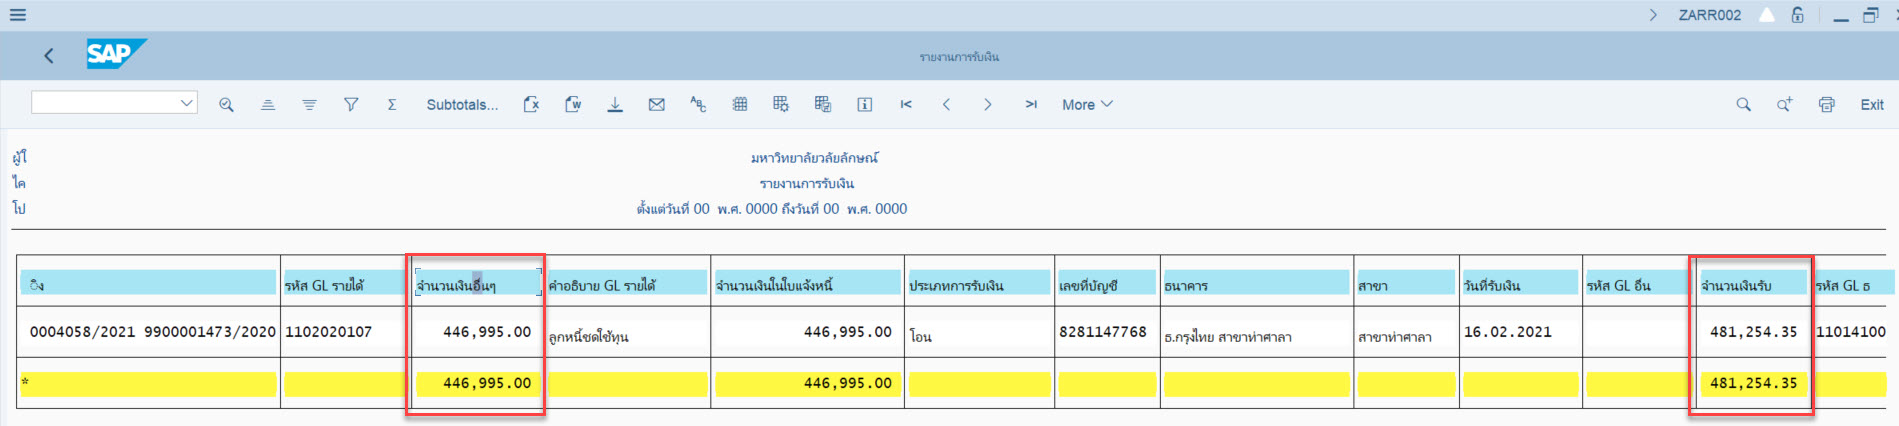 ZARR002
SAP
รายงานการรับเงิน
Subtotals...
More
Exit
ผู้ใ
มหาวิทยาลัยวลัยลักษณ์
ไค
รายงานการรับเงิน
โป
ตั้งแต่วันที่ 00 พ.ศ. 0000 ถึงวันที่ 00 พ.ศ. 0000
ิง รหัส GL รายได้ จำนวนเงินอื่นๆ คำอธิบาย GL รายได้ จำนวนเงินในใบแจ้งหนี้ ประเภทการรับเงิน เลขที่บัญชี ธนาคาร สาขา วันที่รับเงิน รหัส GL อื่น จำนวนเงินรับ รหัส GL ธ
0004058/2021 9900001473/2020 1102020107 446,995.00 ลูกหนี้ชดใช้ทุน 446,995.00 โอน 8281147768 ธ.กรุงไทย สาขาท่าศาลา สาขาท่าศาลา 16.02.2021 481,254.35 11014100
* 446,995.00 446,995.00 481,254.35